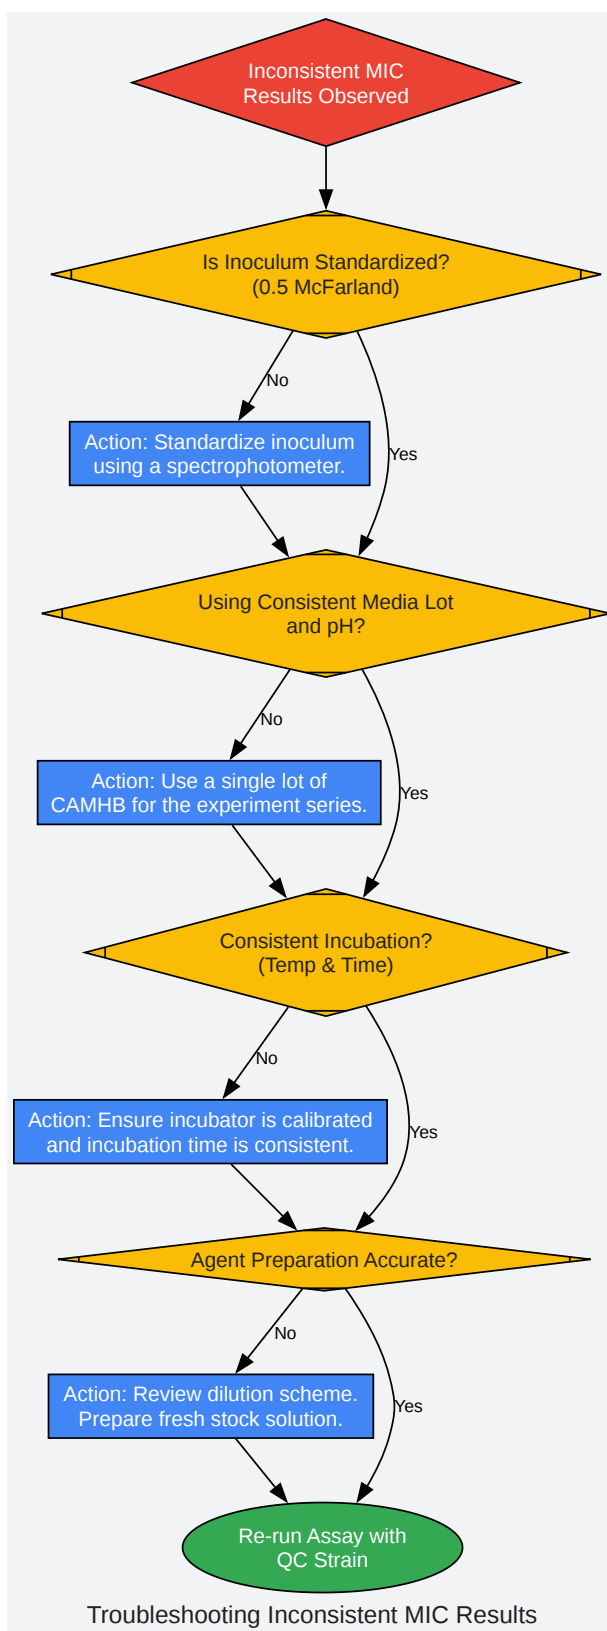 Inconsistent MIC
Results Observed
Is Inoculum Standardized?
(0.5 McFarland)
No
Yes
Action: Standardize inoculum
using a spectrophotometer.
Using Consistent Media Lot
and pH?
No
Yes
Action: Use a single lot of
CAMHB for the experiment series.
Consistent Incubation?
(Temp & Time)
No
Yes
Action: Ensure incubator is calibrated
and incubation time is consistent.
Agent Preparation Accurate?
No
Yes
Action: Review dilution scheme.
Prepare fresh stock solution.
Re-run Assay with
QC Strain
Troubleshooting Inconsistent MIC Results